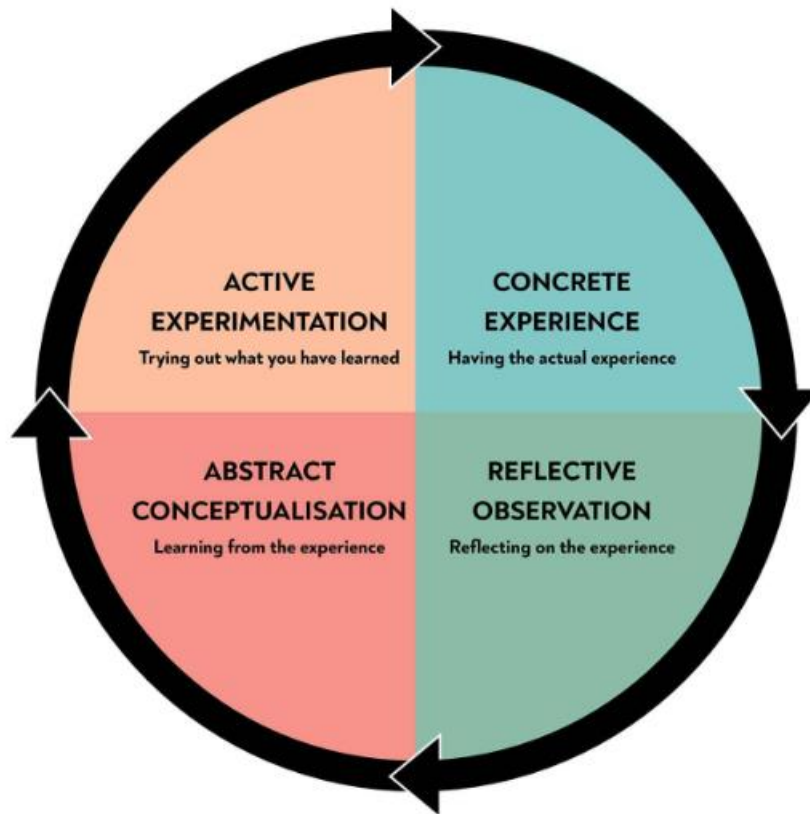 ACTIVE
EXPERIMENTATION
Trying out what you have learned
CONCRETE
EXPERIENCE
Having the actual experience
ABSTRACT
CONCEPTUALISATION
Learning from the experience
REFLECTIVE
OBSERVATION
Reflecting on the experience